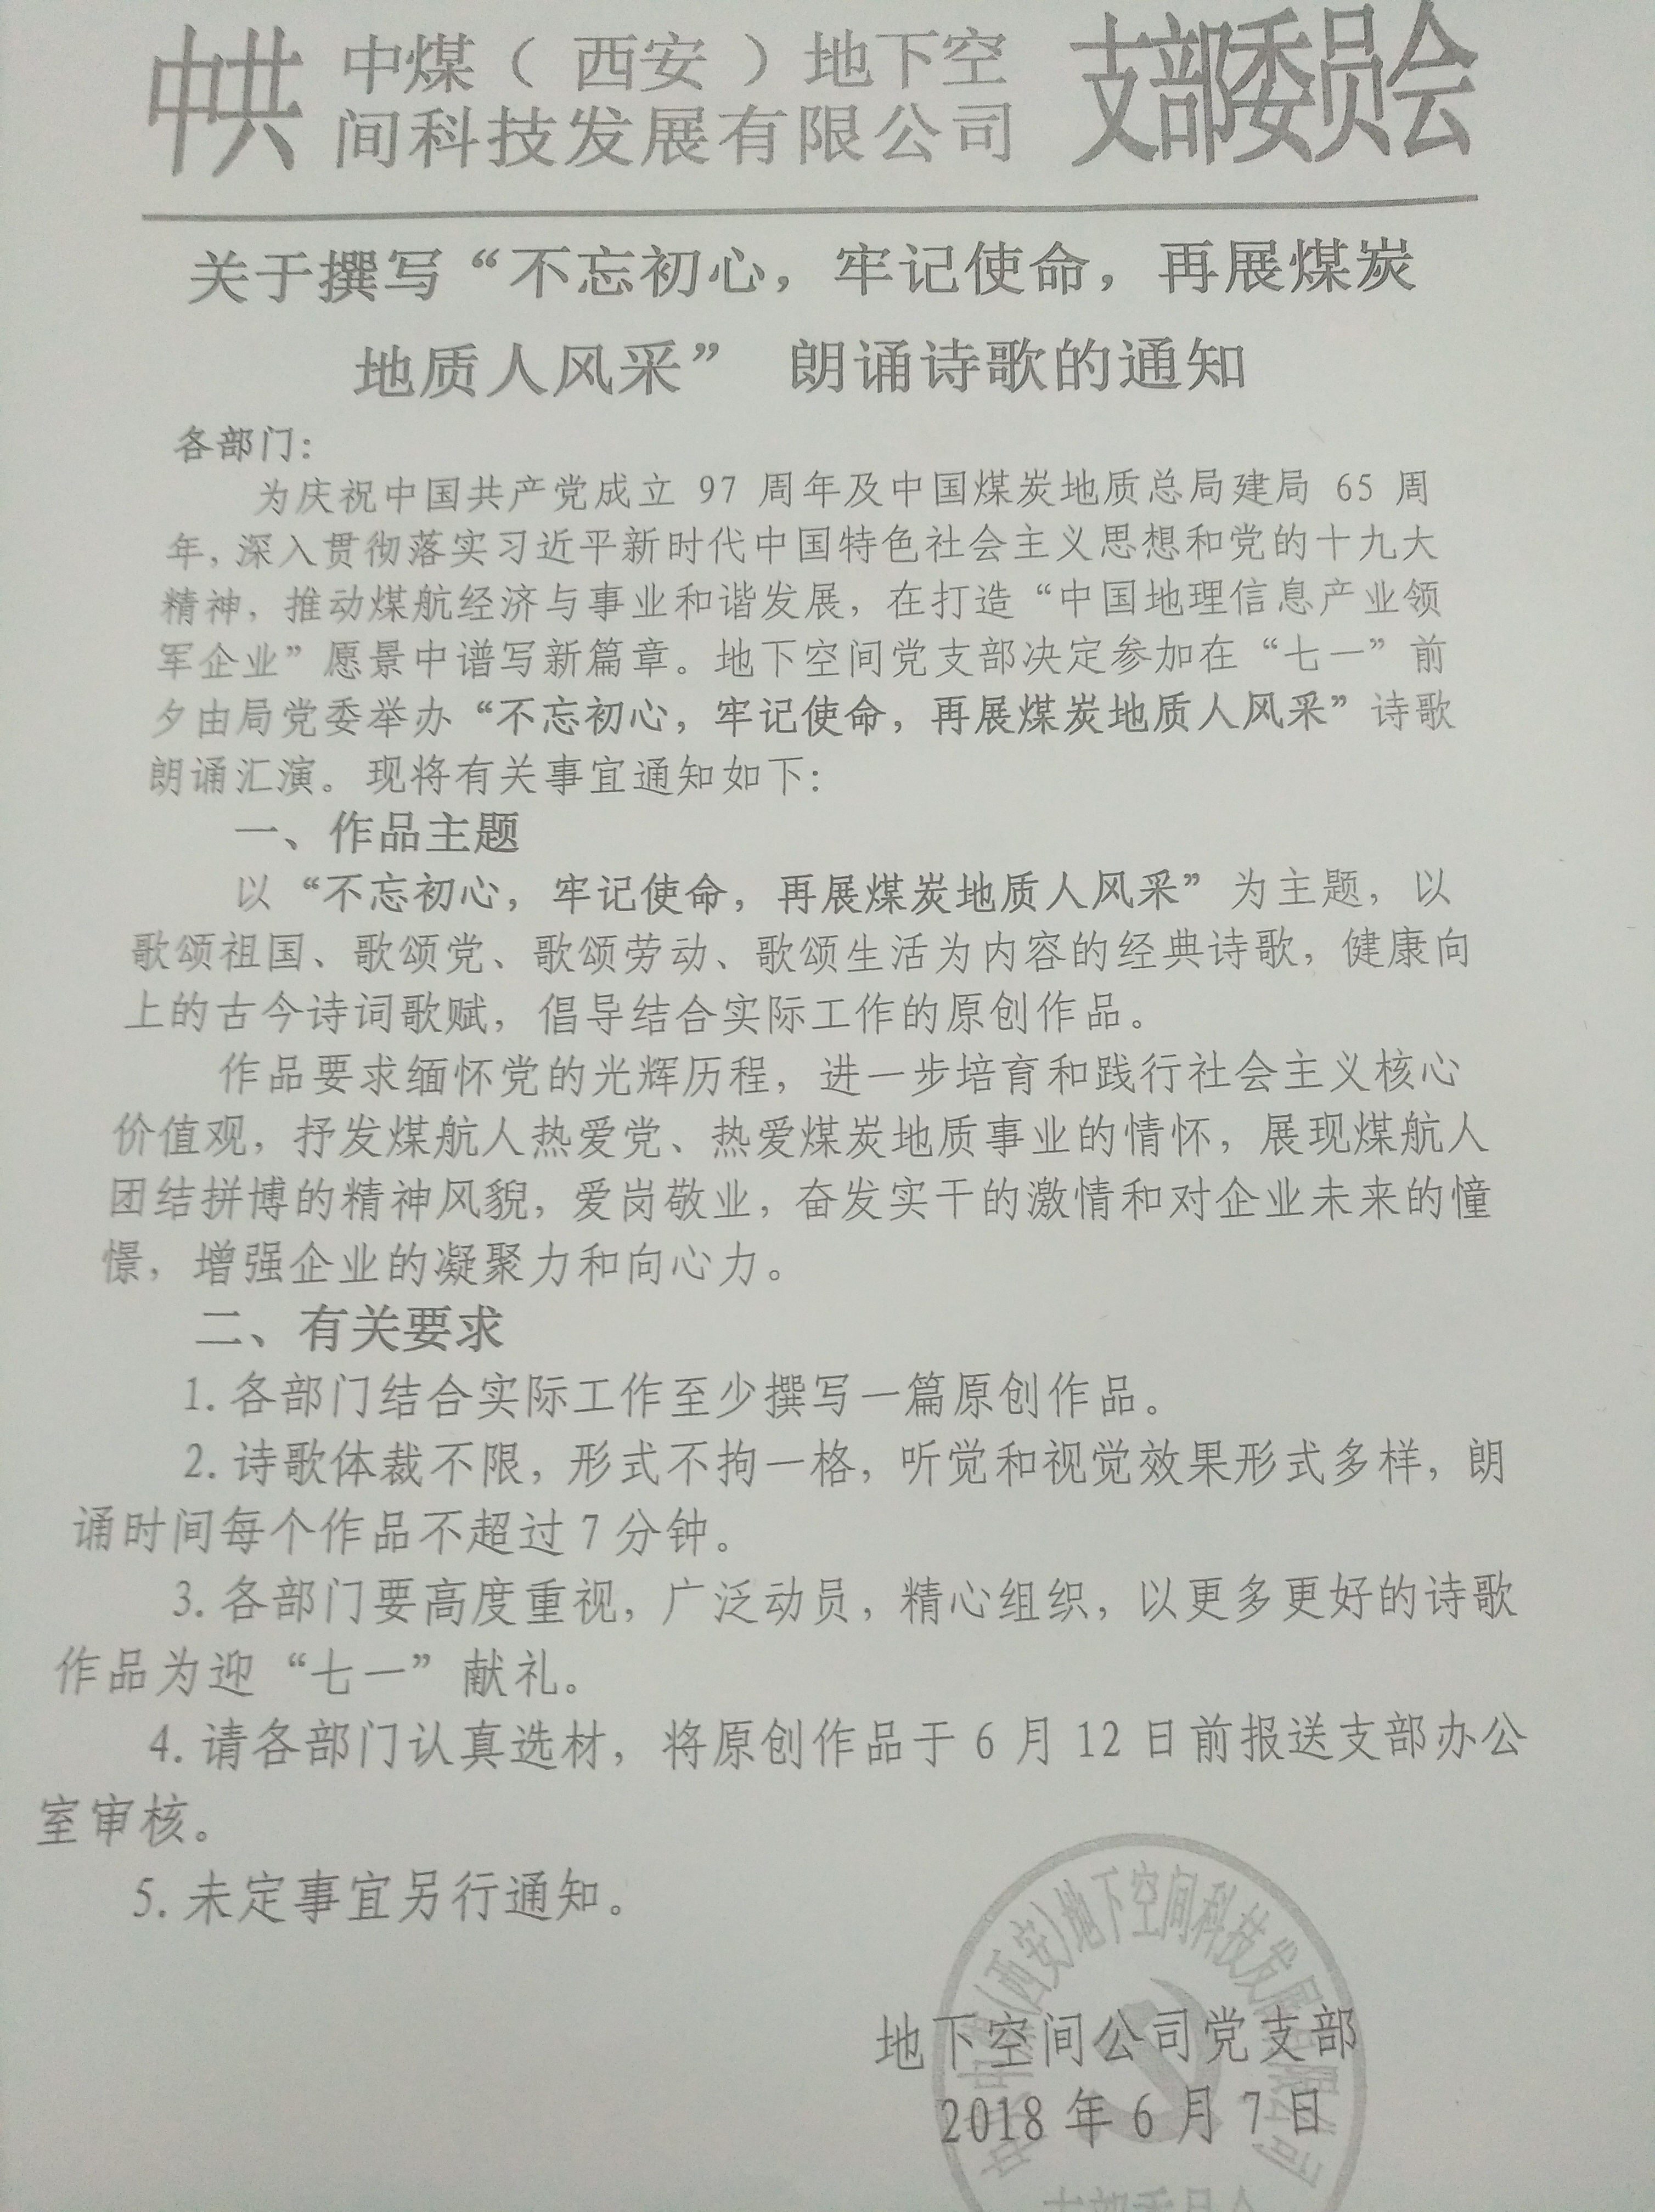 中共 中煤（西安）地下空间科技发展有限公司 支部委员会
关于撰写“不忘初心，牢记使命，再展煤炭
地质人风采” 朗诵诗歌的通知
各部门：
为庆祝中国共产党成立 97 周年及中国煤炭地质总局建局 65 周
年，深入贯彻落实习近平新时代中国特色社会主义思想和党的十九大
精神，推动煤航经济与事业和谐发展，在打造“中国地理信息产业领
军企业”愿景中谱写新篇章。地下空间党支部决定参加在“七一”前
夕由局党委举办“不忘初心，牢记使命，再展煤炭地质人风采”诗歌
朗诵汇演。现将有关事宜通知如下：
一、作品主题
以“不忘初心，牢记使命，再展煤炭地质人风采”为主题，以
歌颂祖国、歌颂党、歌颂劳动、歌颂生活为内容的经典诗歌，健康向
上的古今诗词歌赋，倡导结合实际工作的原创作品。
作品要求缅怀党的光辉历程，进一步培育和践行社会主义核心
价值观，抒发煤航人热爱党、热爱煤炭地质事业的情怀，展现煤航人
团结拼博的精神风貌，爱岗敬业，奋发实干的激情和对企业未来的憧
憬，增强企业的凝聚力和向心力。
二、有关要求
1.各部门结合实际工作至少撰写一篇原创作品。
2.诗歌体裁不限，形式不拘一格，听觉和视觉效果形式多样，朗
诵时间每个作品不超过 7 分钟。
3.各部门要高度重视，广泛动员，精心组织，以更多更好的诗歌
作品为迎“七一”献礼。
4.请各部门认真选材，将原创作品于 6 月 12 日前报送支部办公
室审核。
5.未定事宜另行通知。
地下空间公司党支部
2018 年 6 月 7 日
（西安）地下空间科技发展
支部委员会